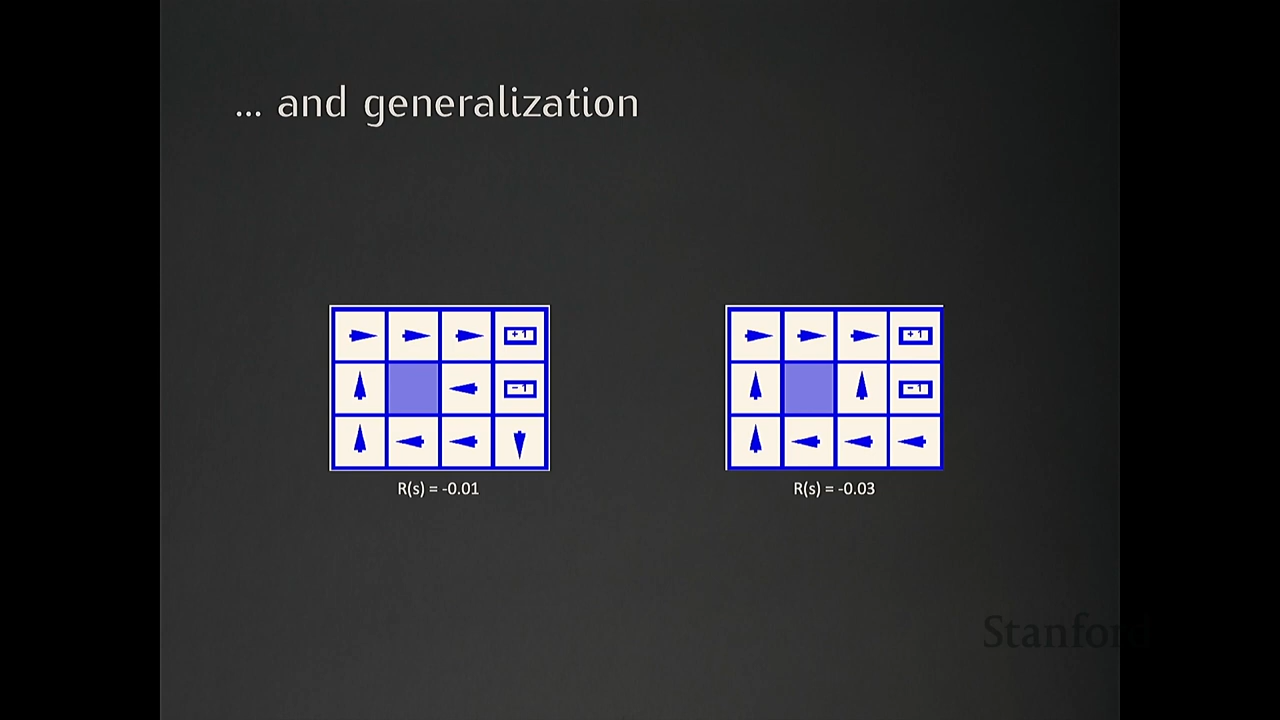 ... and generalization
+1
+1
-1
-1
R(s) = -0.01
R(s) = -0.03
Stanford